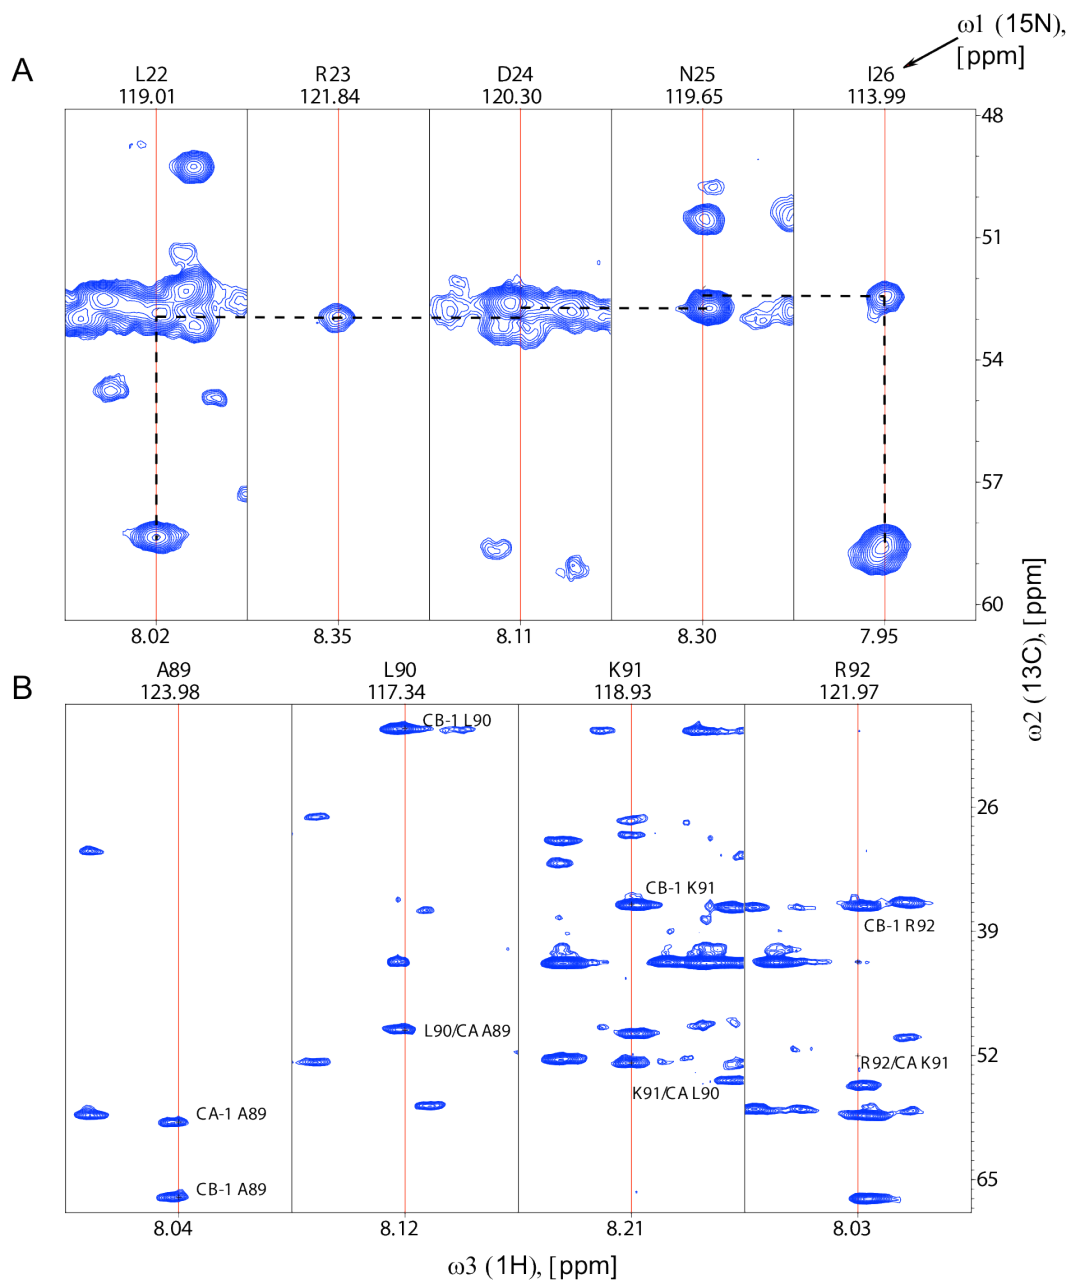 ω1 (15N),
[ppm]
A
L22 R23 D24 N25 I26
119.01 121.84 120.30 119.65 113.99
48
51
54
57
60
8.02 8.35 8.11 8.30 7.95
ω2 (13C), [ppm]
B
A89 L90 K91 R92
123.98 117.34 118.93 121.97
CB-1 L90
26
CB-1 K91
CB-1 R92
39
L90/CA A89
52
R92/CA K91
K91/CA L90
CA-1 A89
CB-1 A89
65
8.04 8.12 8.21 8.03
ω3 (1H), [ppm]